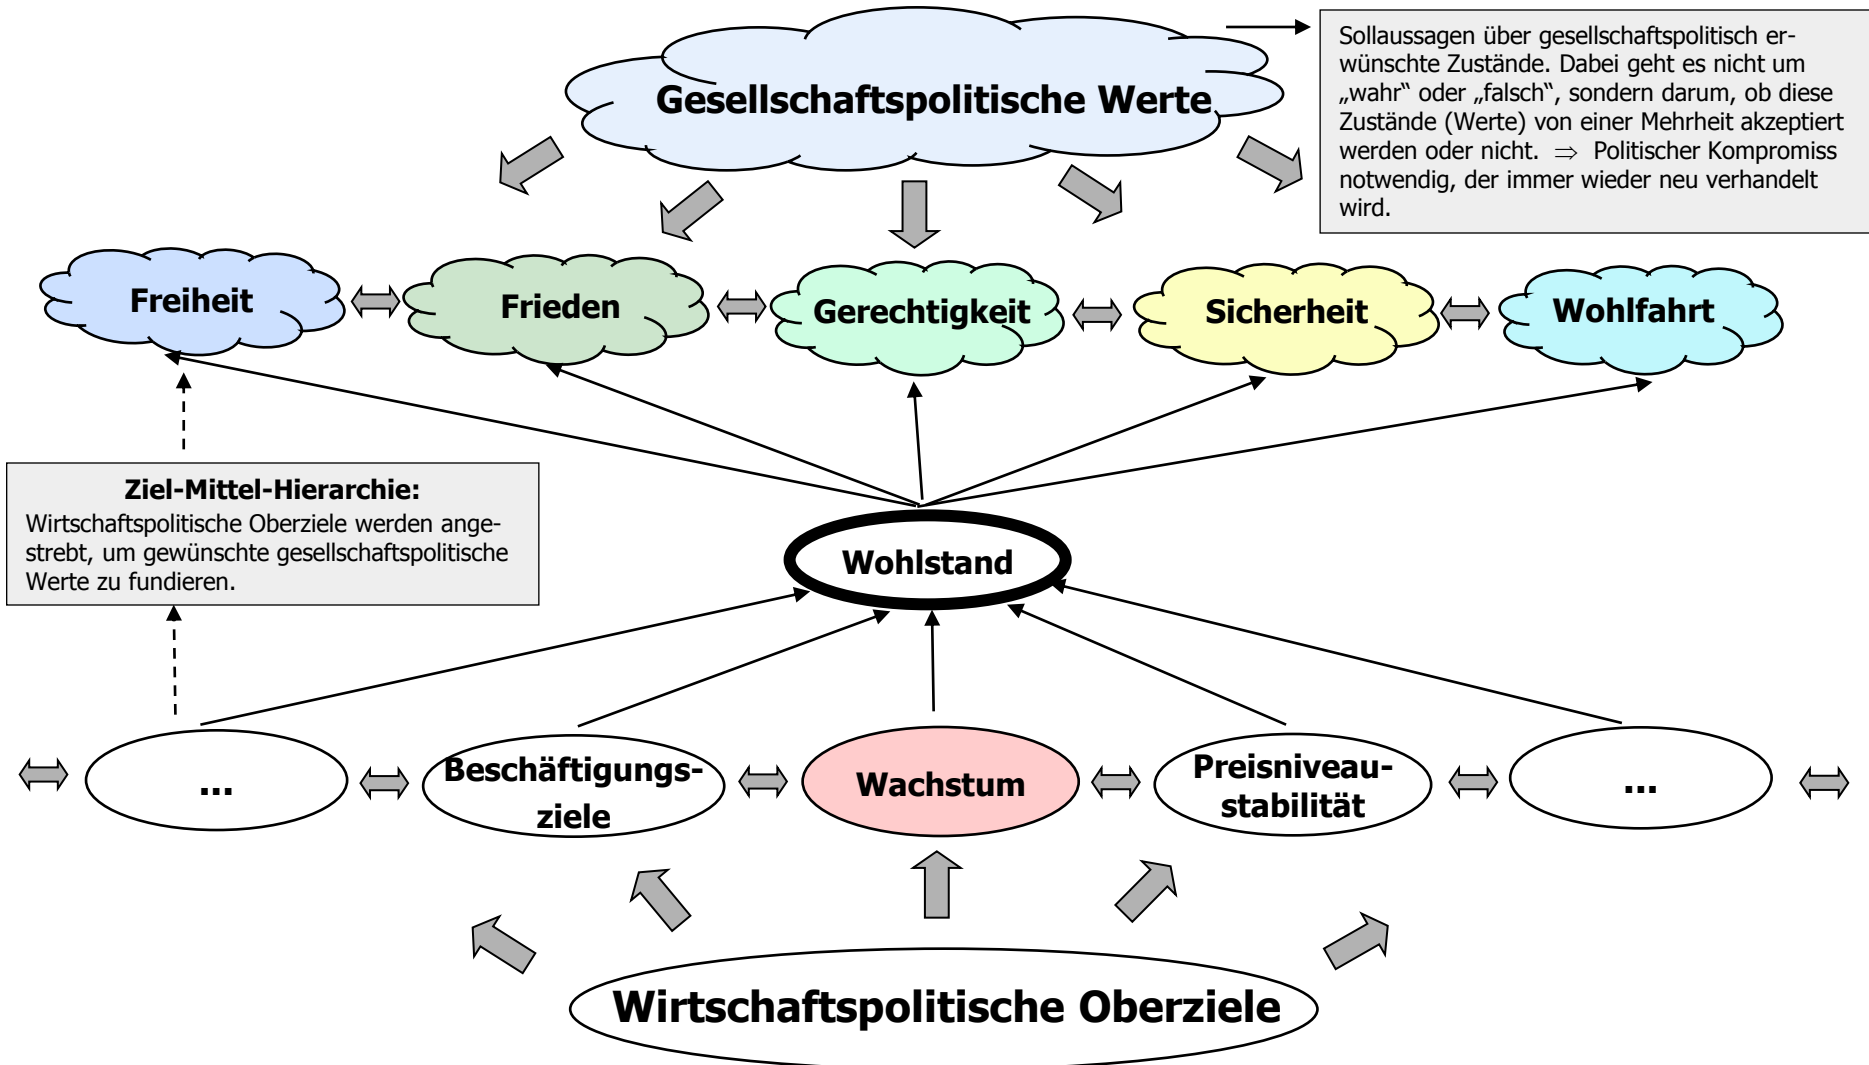 Gesellschaftspolitische Werte
Sollaussagen über gesellschaftspolitisch er-
wünschte Zustände. Dabei geht es nicht um
„wahr“ oder „falsch“, sondern darum, ob diese
Zustände (Werte) von einer Mehrheit akzeptiert
werden oder nicht. ⇒ Politischer Kompromiss
notwendig, der immer wieder neu verhandelt
wird.
Freiheit
Frieden
Gerechtigkeit
Sicherheit
Wohlfahrt
Ziel-Mittel-Hierarchie:
Wirtschaftspolitische Oberziele werden ange-
strebt, um gewünschte gesellschaftspolitische
Werte zu fundieren.
Wohlstand
...
Beschäftigungs-
ziele
Wachstum
Preisniveau-
stabilität
...
Wirtschaftspolitische Oberziele